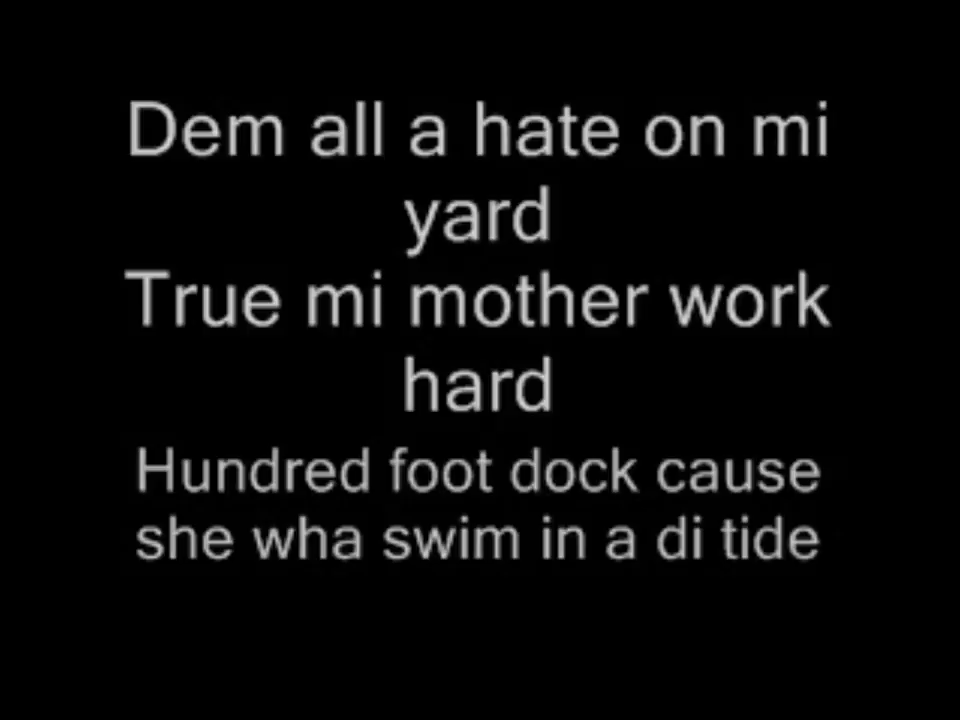 Dem all a hate on mi
yard
True mi mother work
hard
Hundred foot dock cause
she wha swim in a di tide